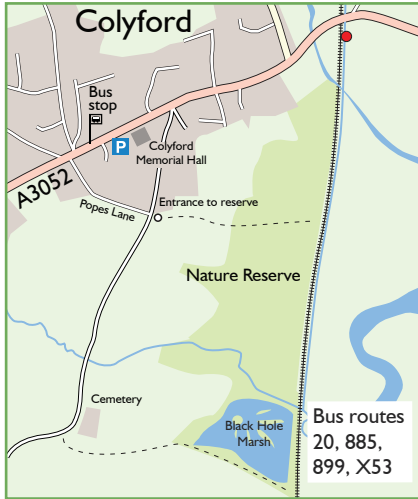 Colyford
Bus
stop
P
Colyford
Memorial Hall
A3052
Popes Lane
Entrance to reserve
Nature Reserve
Cemetery
Black Hole
Marsh
Bus routes
20, 885,
899, X53